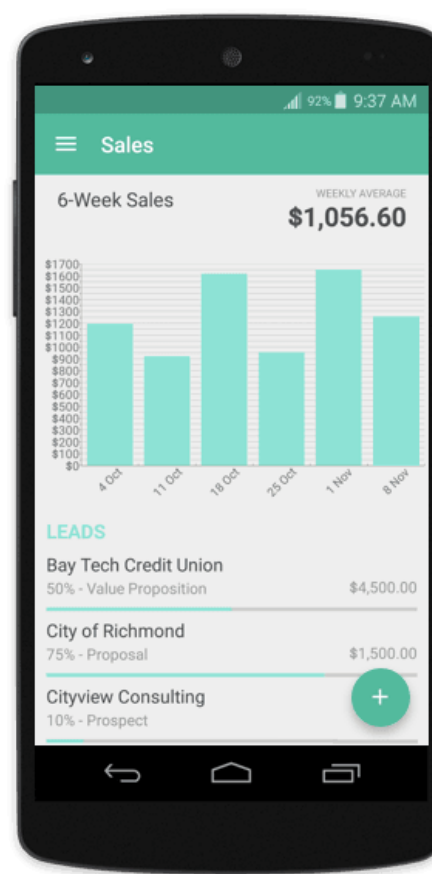 92% 9:37 AM
Sales
6-Week Sales
WEEKLY AVERAGE
$1,056.60
$1700
$1600
$1500
$1400
$1300
$1200
$1100
$1000
$900
$800
$700
$600
$500
$400
$300
$200
$100
$0
4 Oct
11 Oct
18 Oct
25 Oct
1 Nov
8 Nov
LEADS
Bay Tech Credit Union
50% - Value Proposition $4,500.00
City of Richmond
75% - Proposal $1,500.00
+
Cityview Consulting
10% - Prospect